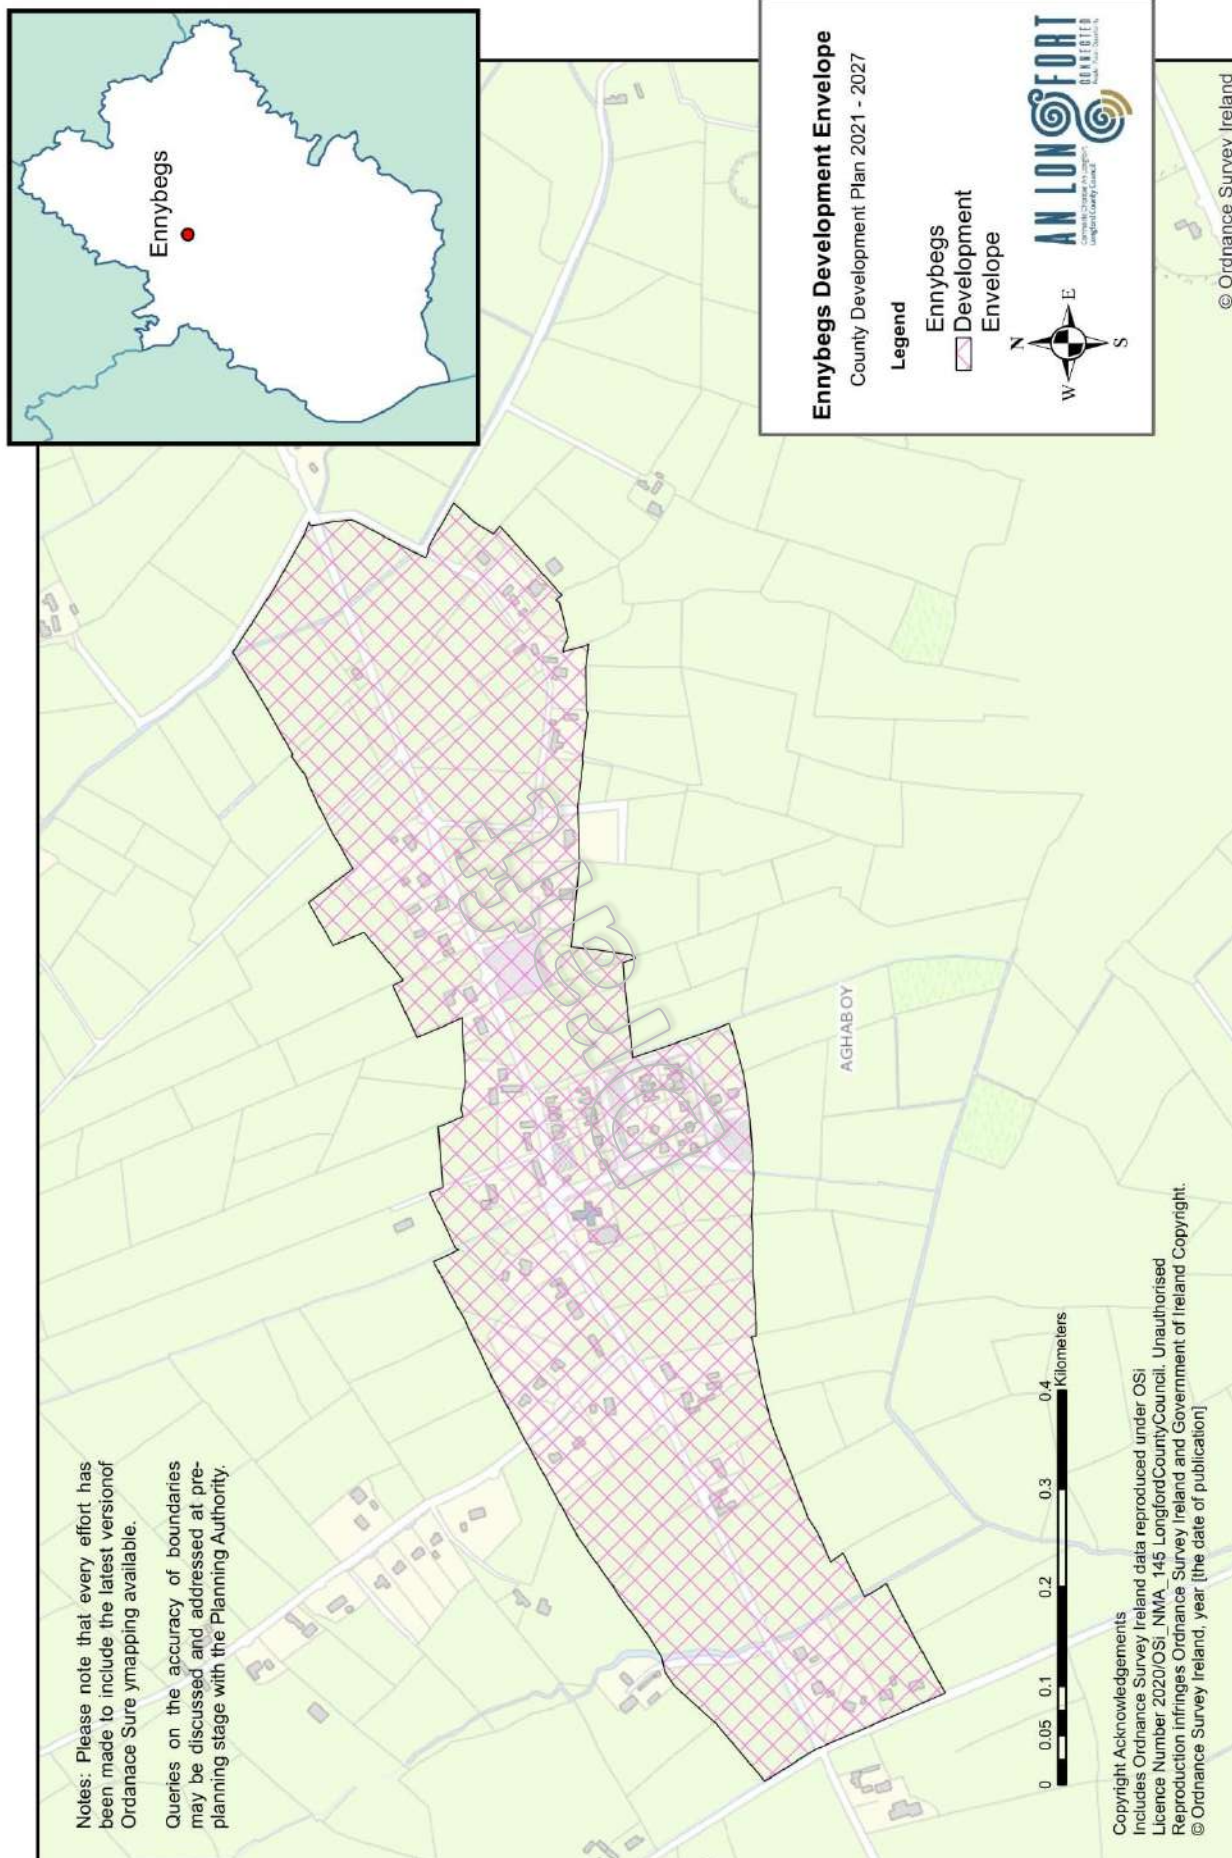 Notes: Please note that every effort has
been made to include the latest versionof
Ordanace Sure ymapping available.
Queries on the accuracy of boundaries
may be discussed and addressed at pre-
planning stage with the Planning Authority.
Ennybegs
Ennybegs Development Envelope
County Development Plan 2021 - 2027
Legend
Ennybegs
Development
Envelope
N
W
E
S
AN LONGFORT
CONNECTED
Longford County Council
AGHABOY
0 0.05 0.1 0.2 0.3 0.4
Kilometers
Copyright Acknowledgements
Includes Ordnance Survey Ireland data reproduced under OSi
Licence Number 2020/OSi_NMA_145 LongfordCountyCouncil. Unauthorised
Reproduction infringes Ordnance Survey Ireland and Government of Ireland Copyright.
© Ordnance Survey Ireland, year [the date of publication]
© Ordnance Survey Ireland